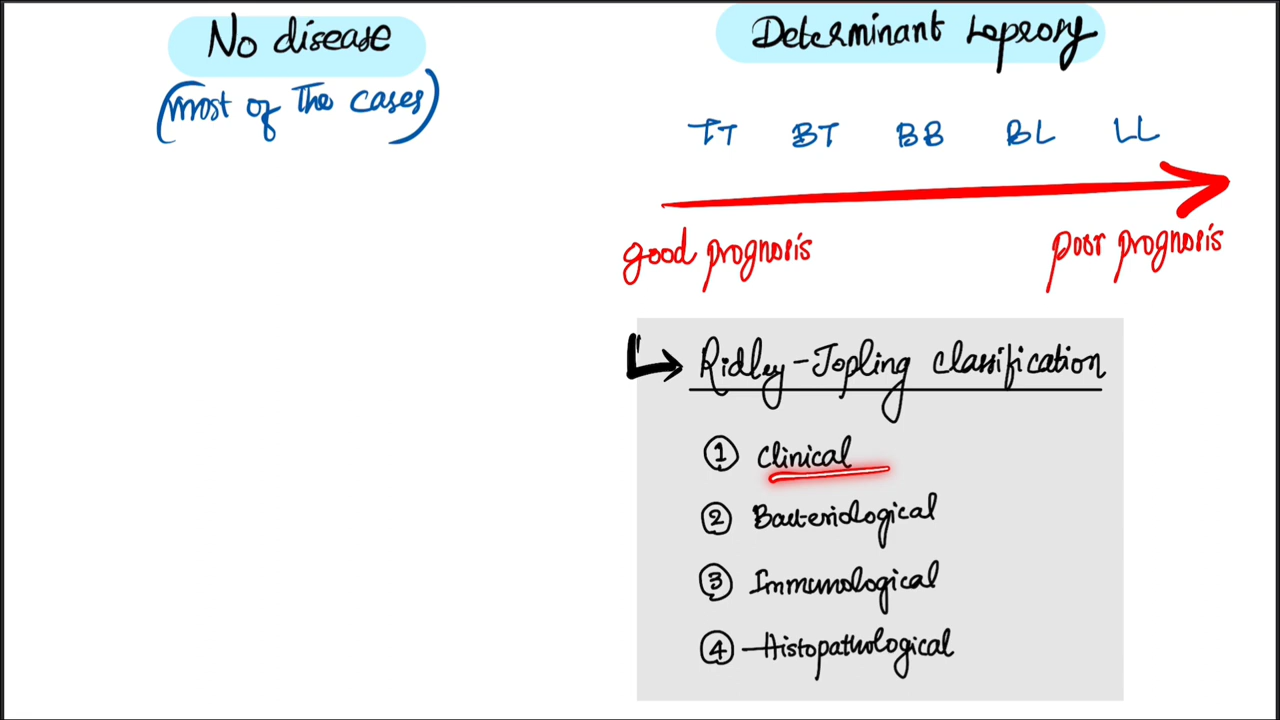 No disease
(most of the cases)
Determinant Leprosy
TT BT BB BL LL
good prognosis
poor prognosis
Ridley-Jopling classification
1 Clinical
2 Bacteriological
3 Immunological
4 Histopathological